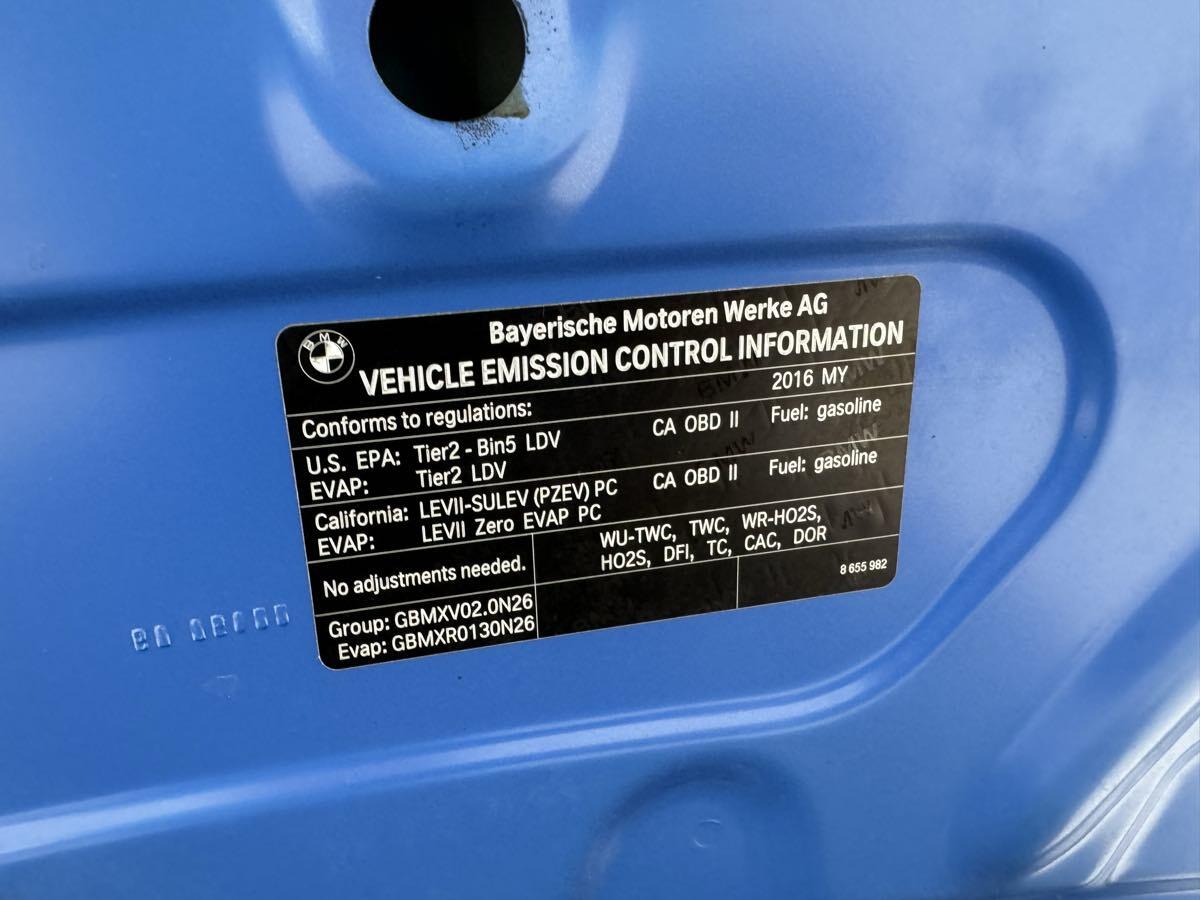 BMW
Bayerische Motoren Werke AG
VEHICLE EMISSION CONTROL INFORMATION
Conforms to regulations: 2016 MY
U.S. EPA: Tier2 - Bin5 LDV CA OBD II Fuel: gasoline
EVAP: Tier2 LDV
California: LEVII-SULEV (PZEV) PC CA OBD II Fuel: gasoline
EVAP: LEVII Zero EVAP PC
No adjustments needed.
WU-TWC, TWC, WR-HO2S,
HO2S, DFI, TC, CAC, DOR
Group: GBMXV02.0N26
Evap: GBMXR0130N26
8 655 982